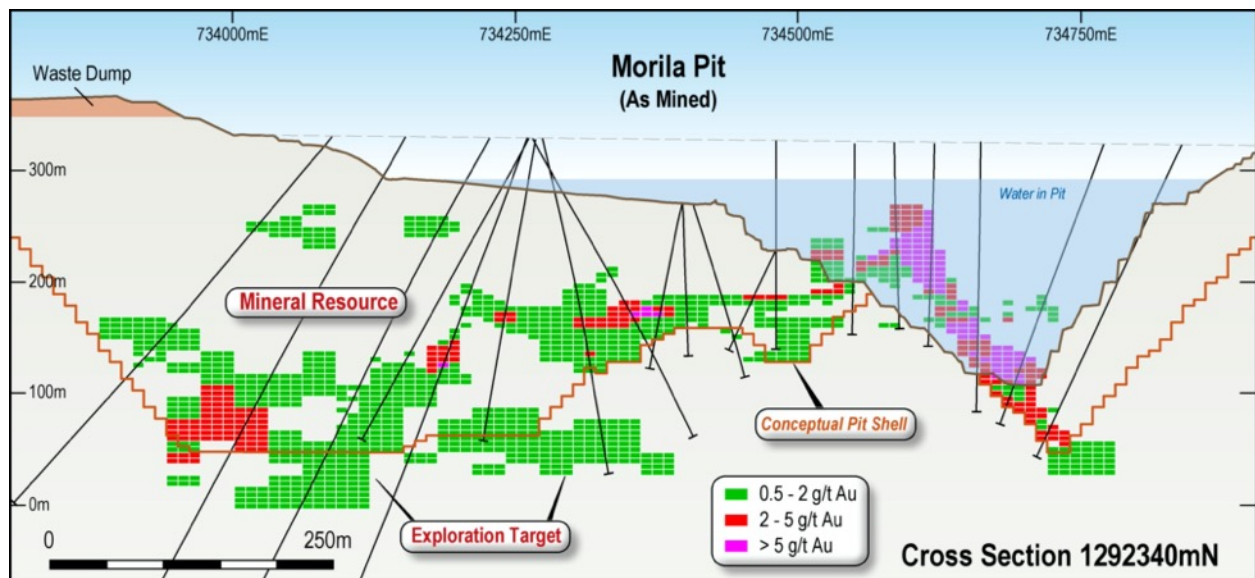 734000mE
734250mE
734500mE
734750mE
Waste Dump
Morila Pit
(As Mined)
300m
200m
100m
0m
Water in Pit
Mineral Resource
Conceptual Pit Shell
Exploration Target
0.5 - 2 g/t Au
2 - 5 g/t Au
> 5 g/t Au
0
250m
Cross Section 1292340mN